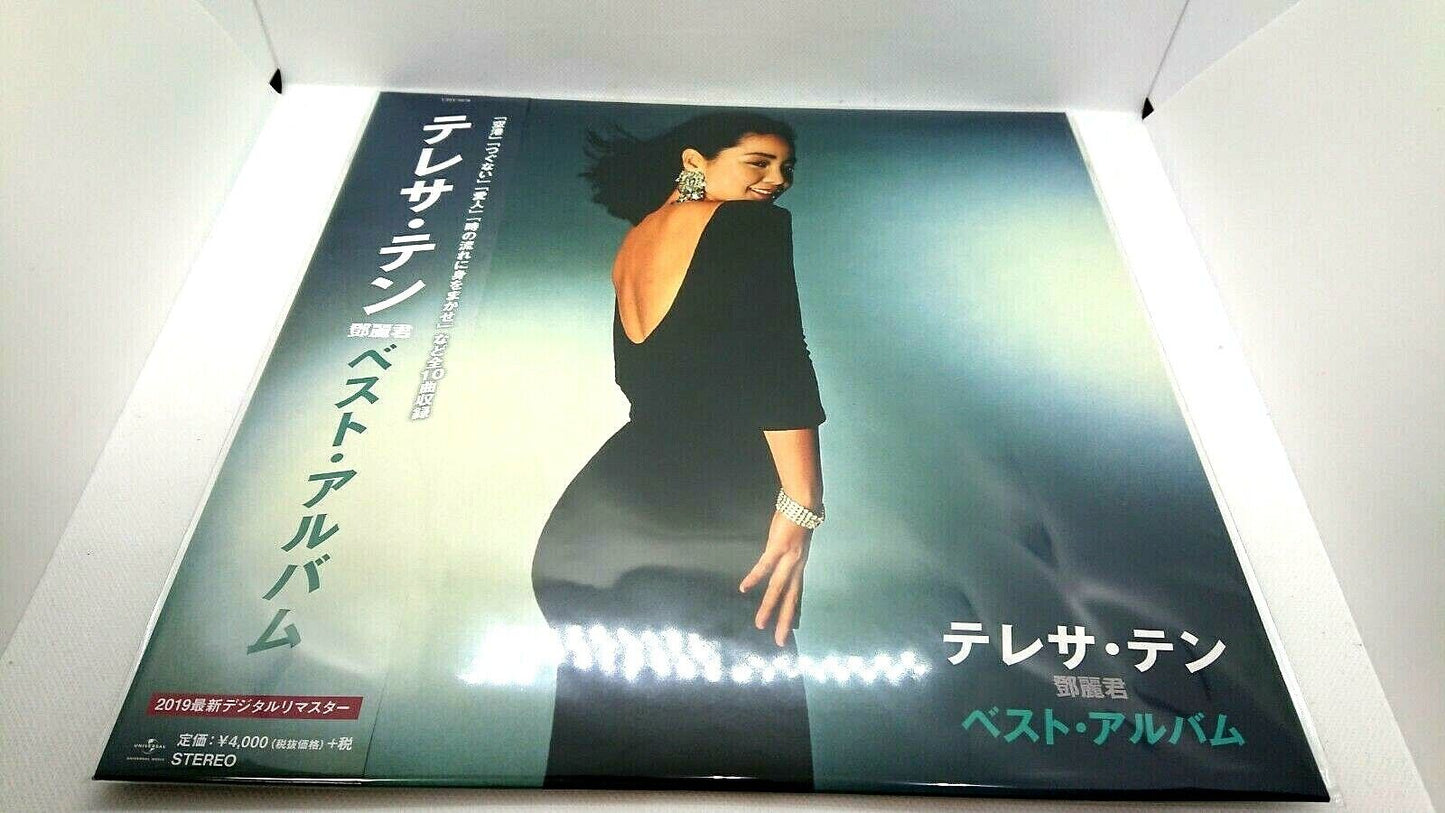 テレサ・テン
鄧麗君
ベスト・アルバム
「空港」「つぐない」「愛人」「時の流れに身をまかせ」など全10曲収録
2019最新デジタルリマスター
定価：￥4,000（税抜価格）＋税
UNIVERSAL
UNIVERSAL MUSIC
STEREO
テレサ・テン
鄧麗君
ベスト・アルバム